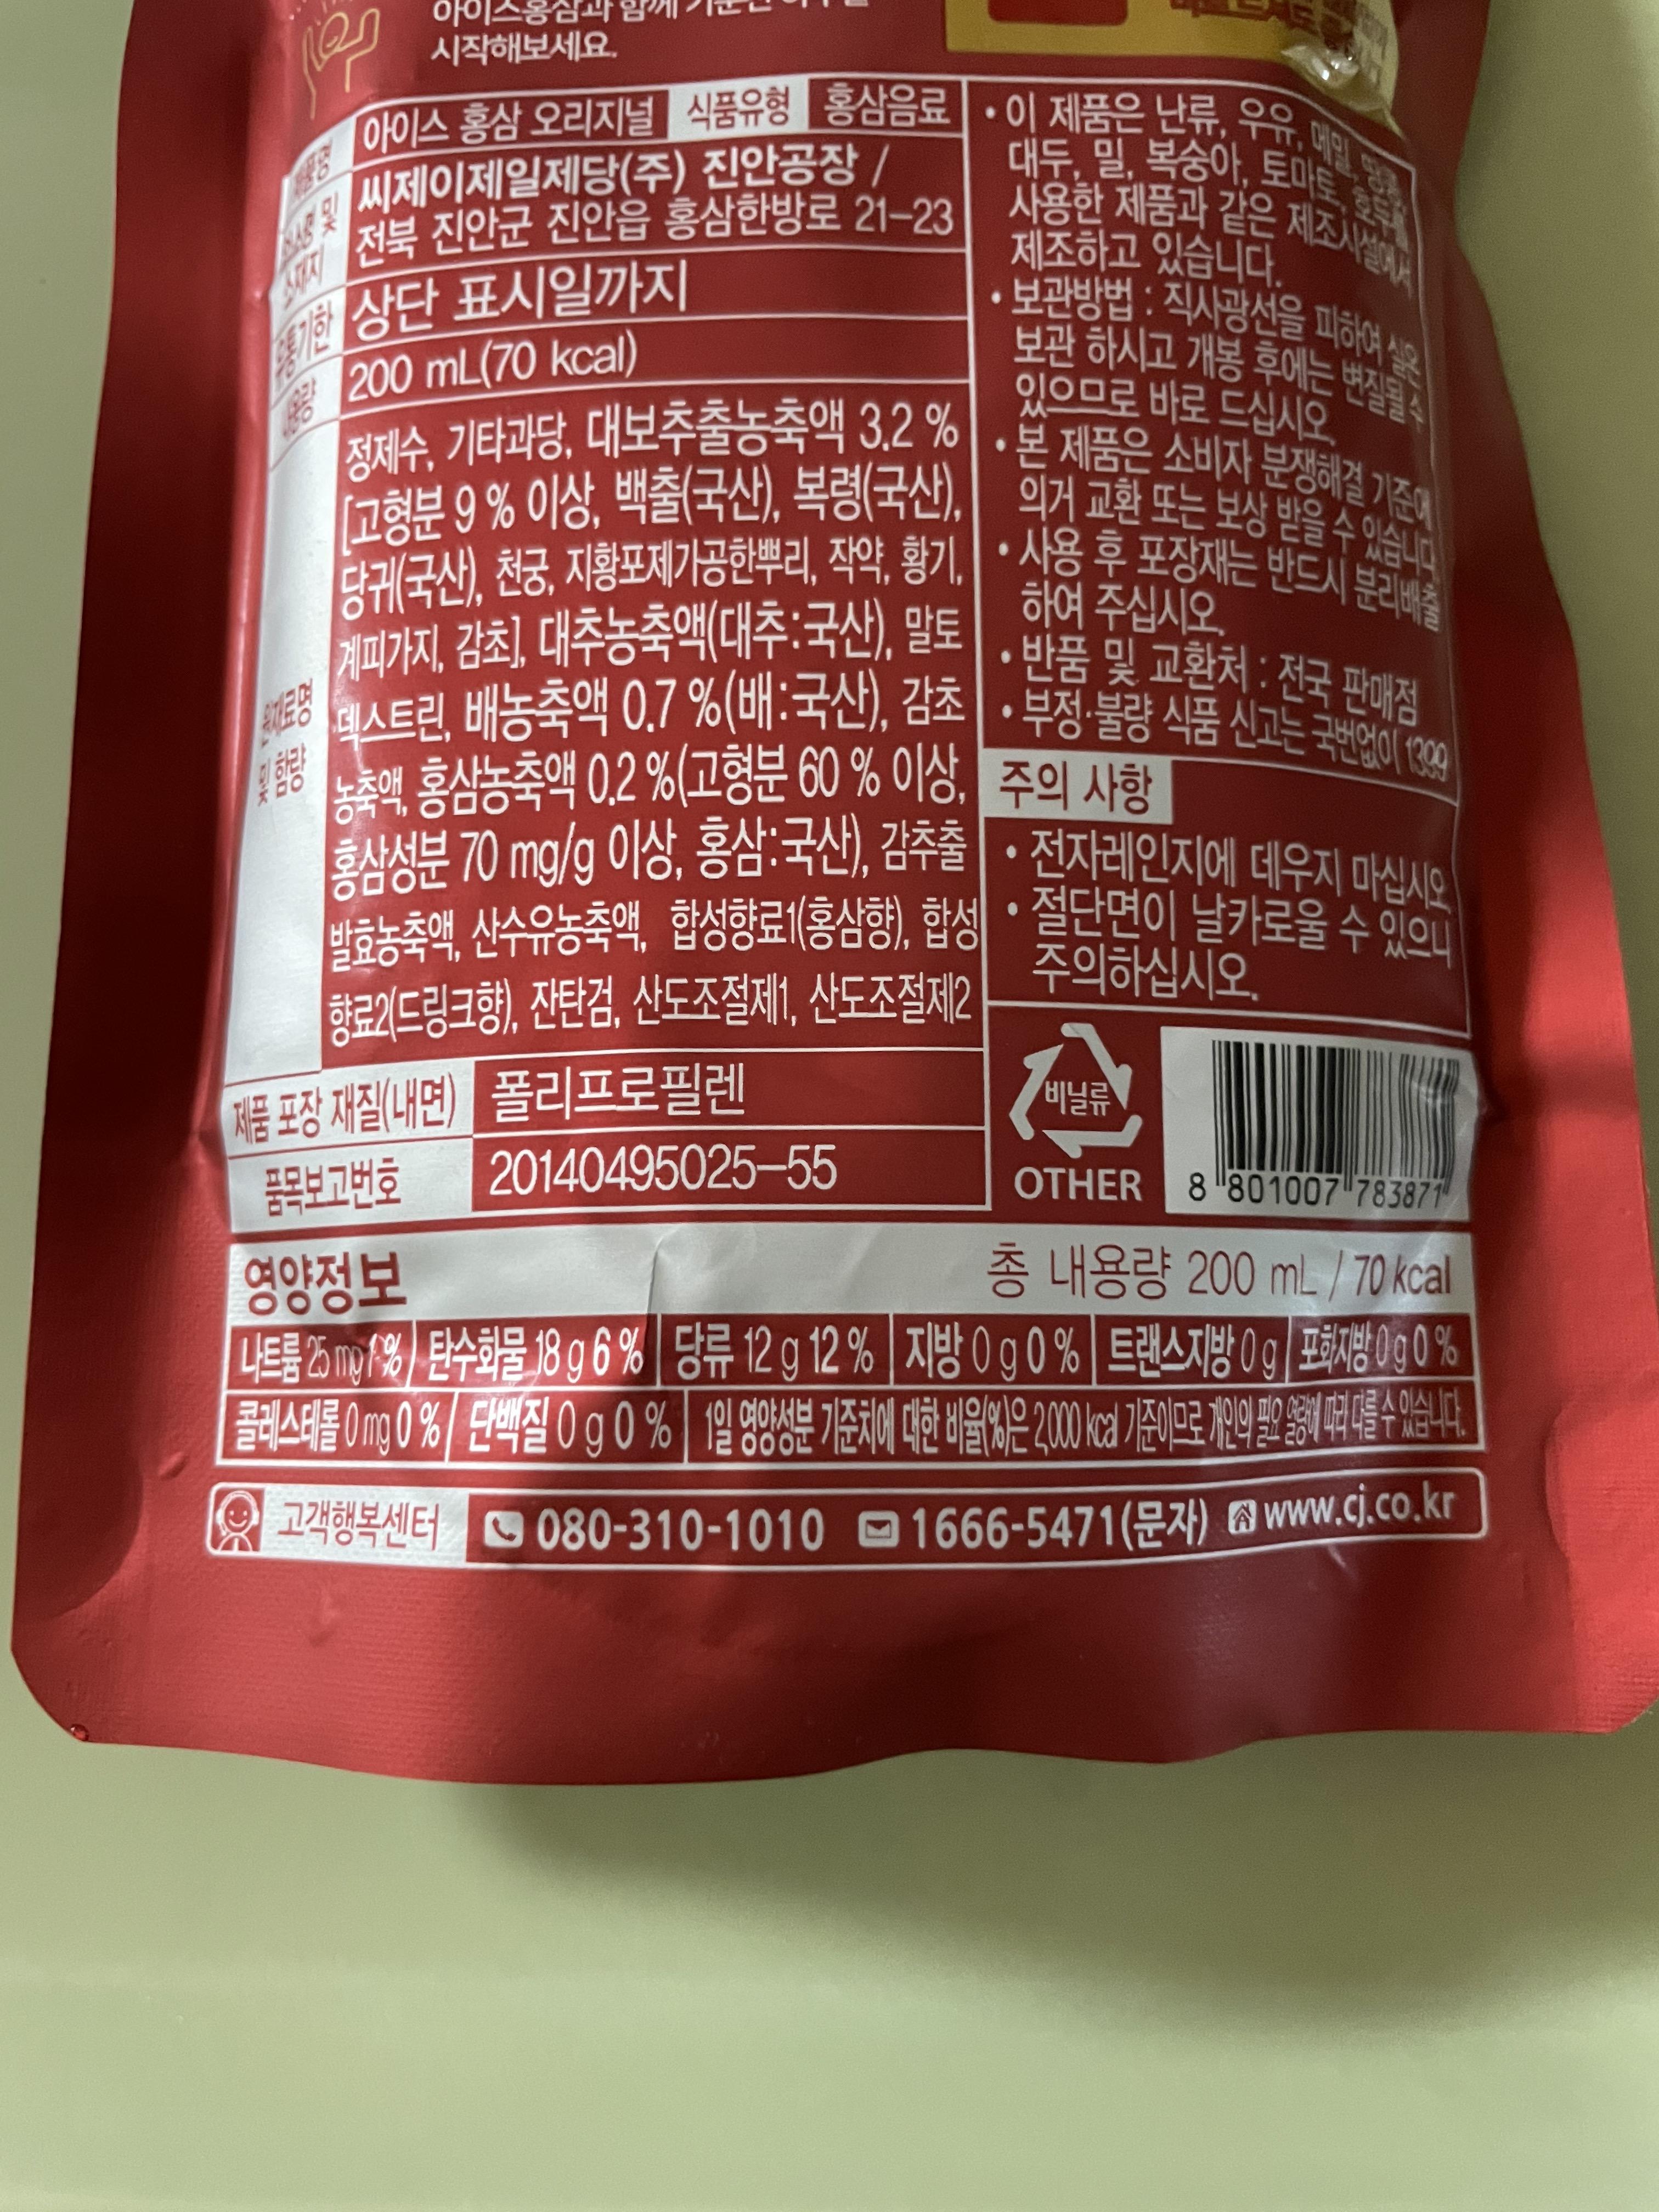 시작해보세요.
제품명 아이스 홍삼 오리지널 식품유형 홍삼음료
업소명 및 소재지
씨제이제일제당(주) 진안공장 /
전북 진안군 진안읍 홍삼한방로 21-23
유통기한 상단 표시일까지
내용량 200 mL(70 kcal)
원재료명
및 함량
정제수, 기타과당, 대보추출농축액 3.2 %
[고형분 9 % 이상, 백출(국산), 복령(국산),
당귀(국산), 천궁, 지황포제가공한뿌리, 작약, 황기,
계피가지, 감초], 대추농축액(대추:국산), 말토
덱스트린, 배농축액 0.7 %(배:국산), 감초
농축액, 홍삼농축액 0.2 %(고형분 60 % 이상,
홍삼성분 70 mg/g 이상, 홍삼:국산), 감추출
발효농축액, 산수유농축액, 합성향료1(홍삼향), 합성
향료2(드링크향), 잔탄검, 산도조절제1, 산도조절제2
제품 포장 재질(내면) 폴리프로필렌
품목보고번호 20140495025-55
• 이 제품은 난류, 우유, 메밀, 땅콩,
대두, 밀, 복숭아, 토마토, 호두를
사용한 제품과 같은 제조시설에서
제조하고 있습니다.
• 보관방법 : 직사광선을 피하여 실온
보관 하시고 개봉 후에는 변질될 수
있으므로 바로 드십시오.
• 본 제품은 소비자 분쟁해결 기준에
의거 교환 또는 보상 받을 수 있습니다.
• 사용 후 포장재는 반드시 분리배출
하여 주십시오.
• 반품 및 교환처 : 전국 판매점
• 부정·불량 식품 신고는 국번없이 1399
주의 사항
• 전자레인지에 데우지 마십시오.
• 절단면이 날카로울 수 있으니
주의하십시오.
비닐류
OTHER
8 801007 783871
영양정보 총 내용량 200 mL / 70 kcal
나트륨 25 mg 1 % 탄수화물 18 g 6 % 당류 12 g 12 % 지방 0 g 0 % 트랜스지방 0 g 포화지방 0 g 0 %
콜레스테롤 0 mg 0 % 단백질 0 g 0 % 1일 영양성분 기준치에 대한 비율(%)은 2,000 kcal 기준이므로 개인의 필요 열량에 따라 다를 수 있습니다.
고객행복센터 080-310-1010 1666-5471(문자) www.cj.co.kr